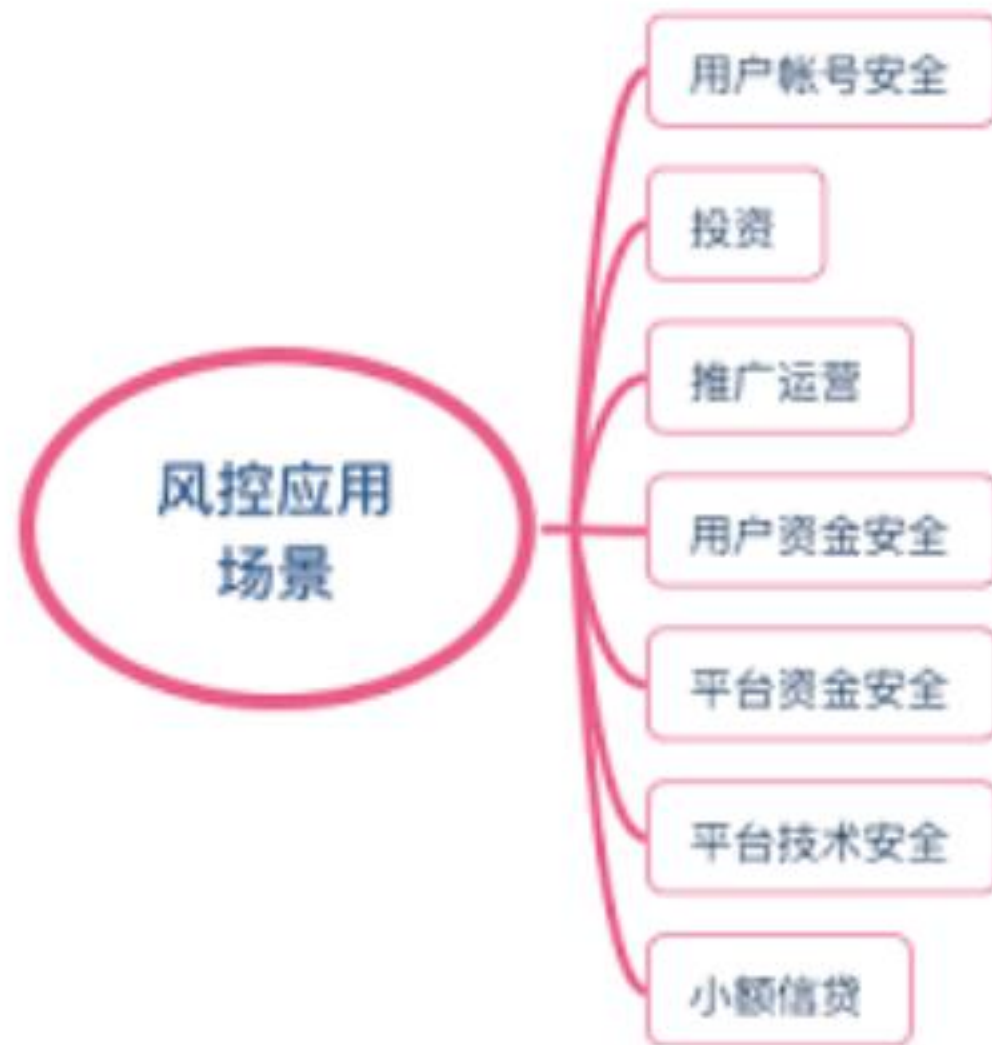 风控应用
场景
用户帐号安全
投资
推广运营
用户资金安全
平台资金安全
平台技术安全
小额信贷